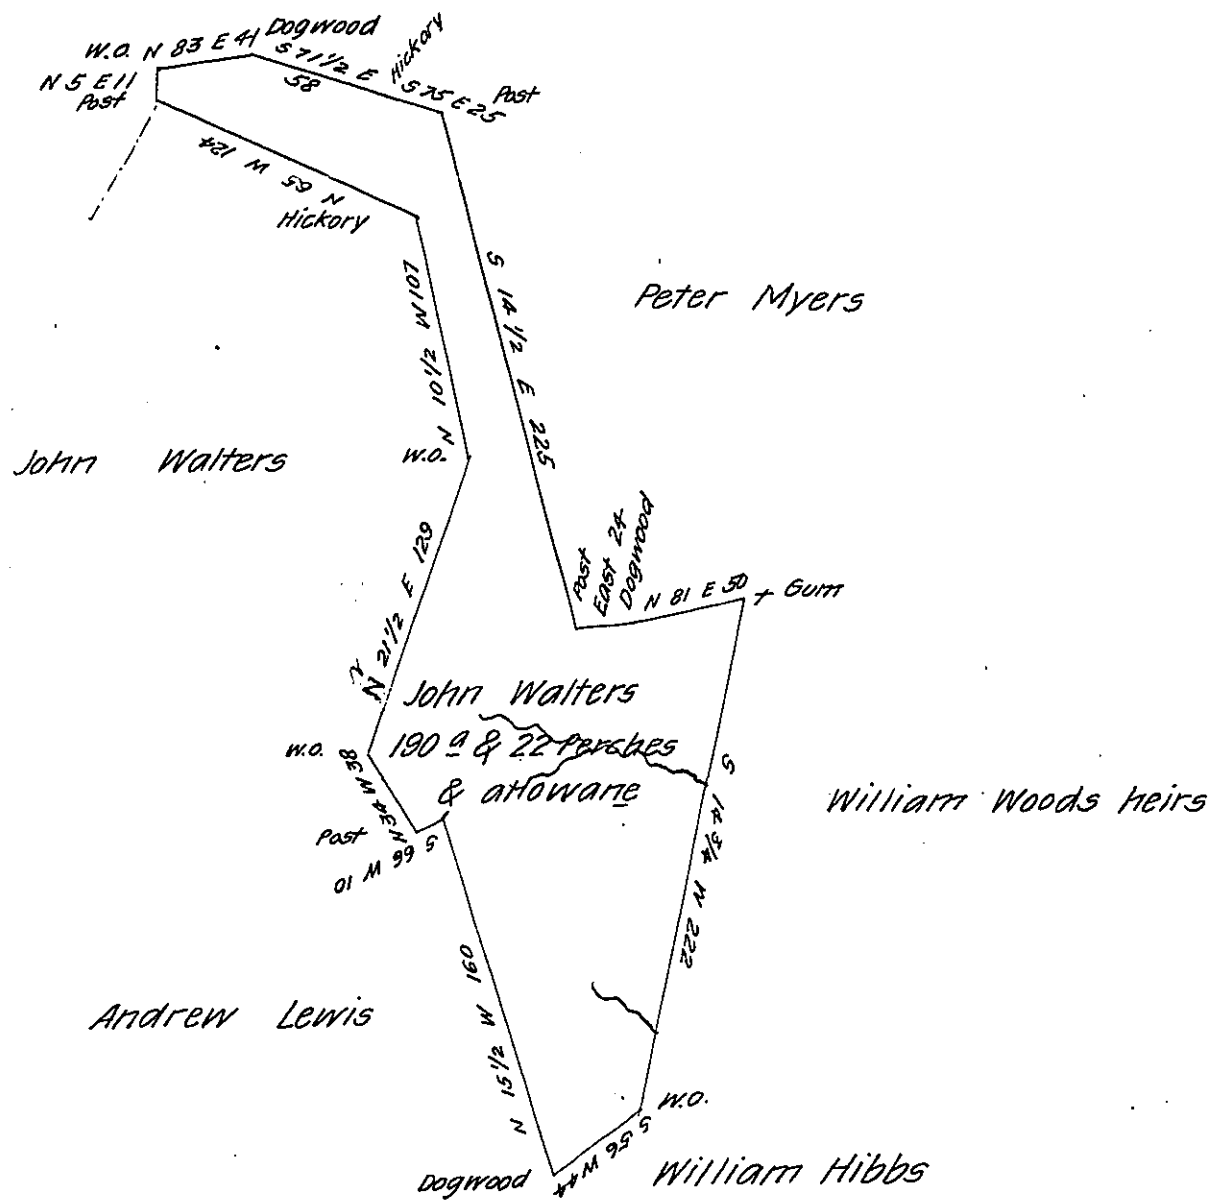 Dogwood
W.O. N 83 E 41
S 71 1/2 E
58
Hickory
S 75 E 25
Post
N 5 E 11
Post
N 65 W 124
Hickory
S 14 1/2 E 225
Peter Myers
N 10 1/2 W 107
John Walters
W.O.
N 21 1/2 E 129
Post
East 24
Dogwood
N 81 E 50
+ Gum
John Walters
190 a & 22 Perches
& allowane
W.O.
N 34 W 38
Post
S 66 W 10
S 14 3/4 W 222
William Woods heirs
N 15 1/2 W 160
Andrew Lewis
W.O.
S 56 W 44
Dogwood
William Hibbs